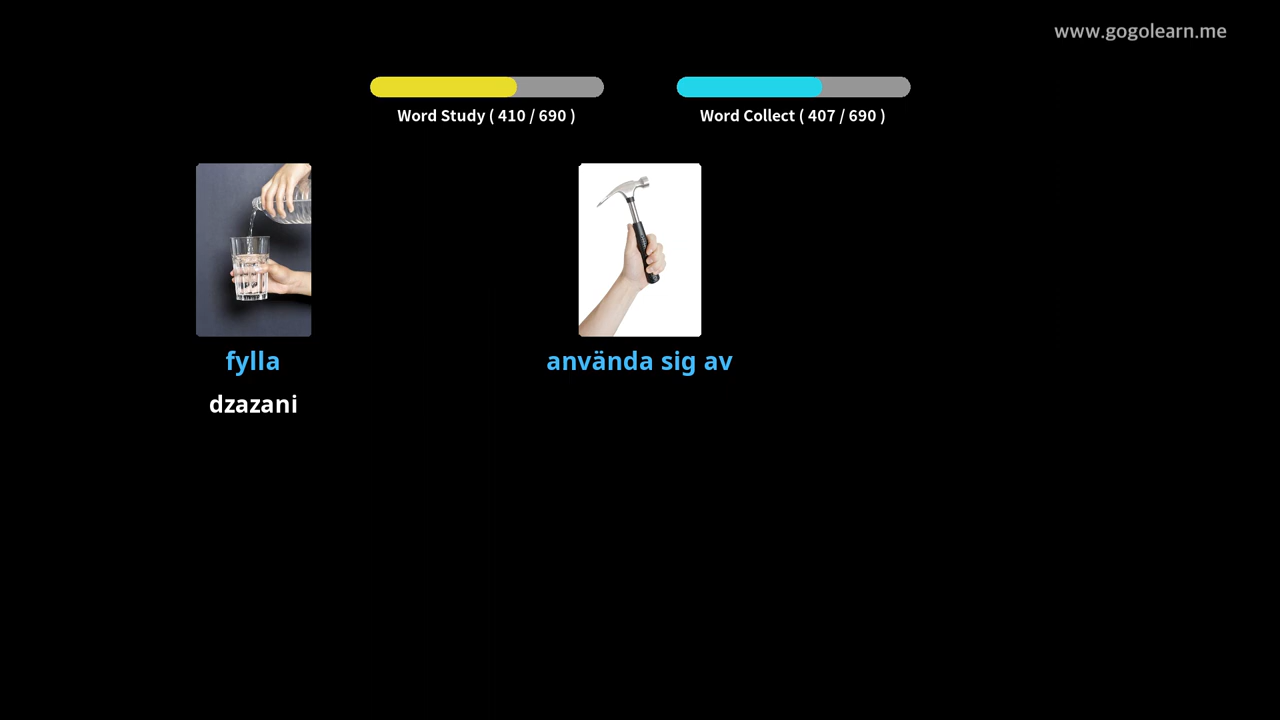 www.gogolearn.me
Word Study ( 410 / 690 )
Word Collect ( 407 / 690 )
fylla
använda sig av
dzazani